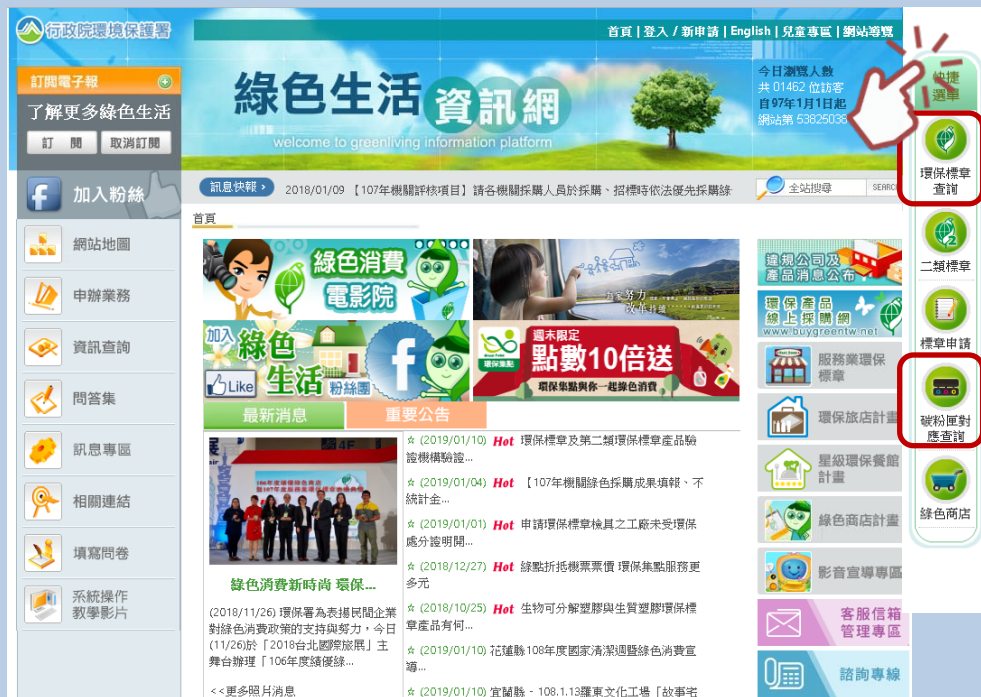 行政院環境保護署
首頁 | 登入 / 新申請 | English | 兒童專區 | 網站導覽
訂閱電子報
了解更多綠色生活
訂 閱
取消訂閱
加入粉絲
網站地圖
申辦業務
資訊查詢
問答集
訊息專區
相關連結
填寫問卷
系統操作
教學影片
綠色生活資訊網
welcome to greenliving information platform
今日瀏覽人數
共 01462 位訪客
自97年1月1日起
網站第 53825038
訊息快報 ›
2018/01/09 【107年機關評核項目】請各機關採購人員於採購、招標時依法優先採購綠
全站搜尋
SEARC
首頁
綠色消費
電影院
加入
綠色
生活
粉絲團
Like
環保集點
週末限定
點數10倍送
環保集點與你一起綠色消費
最新消息
重要公告
綠色消費新時尚 環保...
(2018/11/26) 環保署為表揚民間企業
對綠色消費政策的支持與努力，今日
(11/26)於「2018台北國際旅展」主
舞台辦理「106年度績優綠...
<<更多照片消息
☆ (2019/01/10) Hot 環保標章及第二類環保標章產品驗
證機構驗證...
☆ (2019/01/04) Hot 【107年機關綠色採購成果填報、不
統計金...
☆ (2019/01/01) Hot 申請環保標章檢具之工廠未受環保
處分證明開...
☆ (2018/12/27) Hot 綠點折抵機票票價 環保集點服務更
多元
☆ (2018/10/25) Hot 生物可分解塑膠與生質塑膠環保標
章產品有何...
☆ (2019/01/10) 花蓮縣108年度國家清潔週暨綠色消費宣
導...
☆ (2019/01/10) 宜蘭縣 - 108.1.13羅東文化工場「故事宅
違規公司及
產品消息公布
環保產品
線上採購網
www.buygreentw.net
服務業環保
標章
環保旅店計畫
星級環保餐館
計畫
綠色商店計畫
影音宣導專區
客服信箱
管理專區
諮詢專線
快捷
選單
環保標章
查詢
二類標章
標章申請
碳粉匣對
應查詢
綠色商店